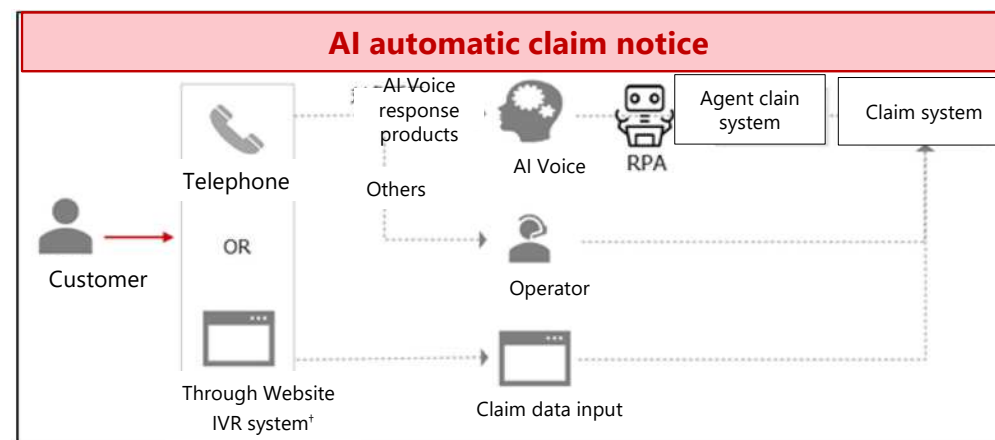 AI automatic claim notice
AI Voice
response
products
Agent clain
system
Claim system
AI Voice
RPA
Telephone
Others
OR
Customer
Operator
Through Website
IVR system†
Claim data input